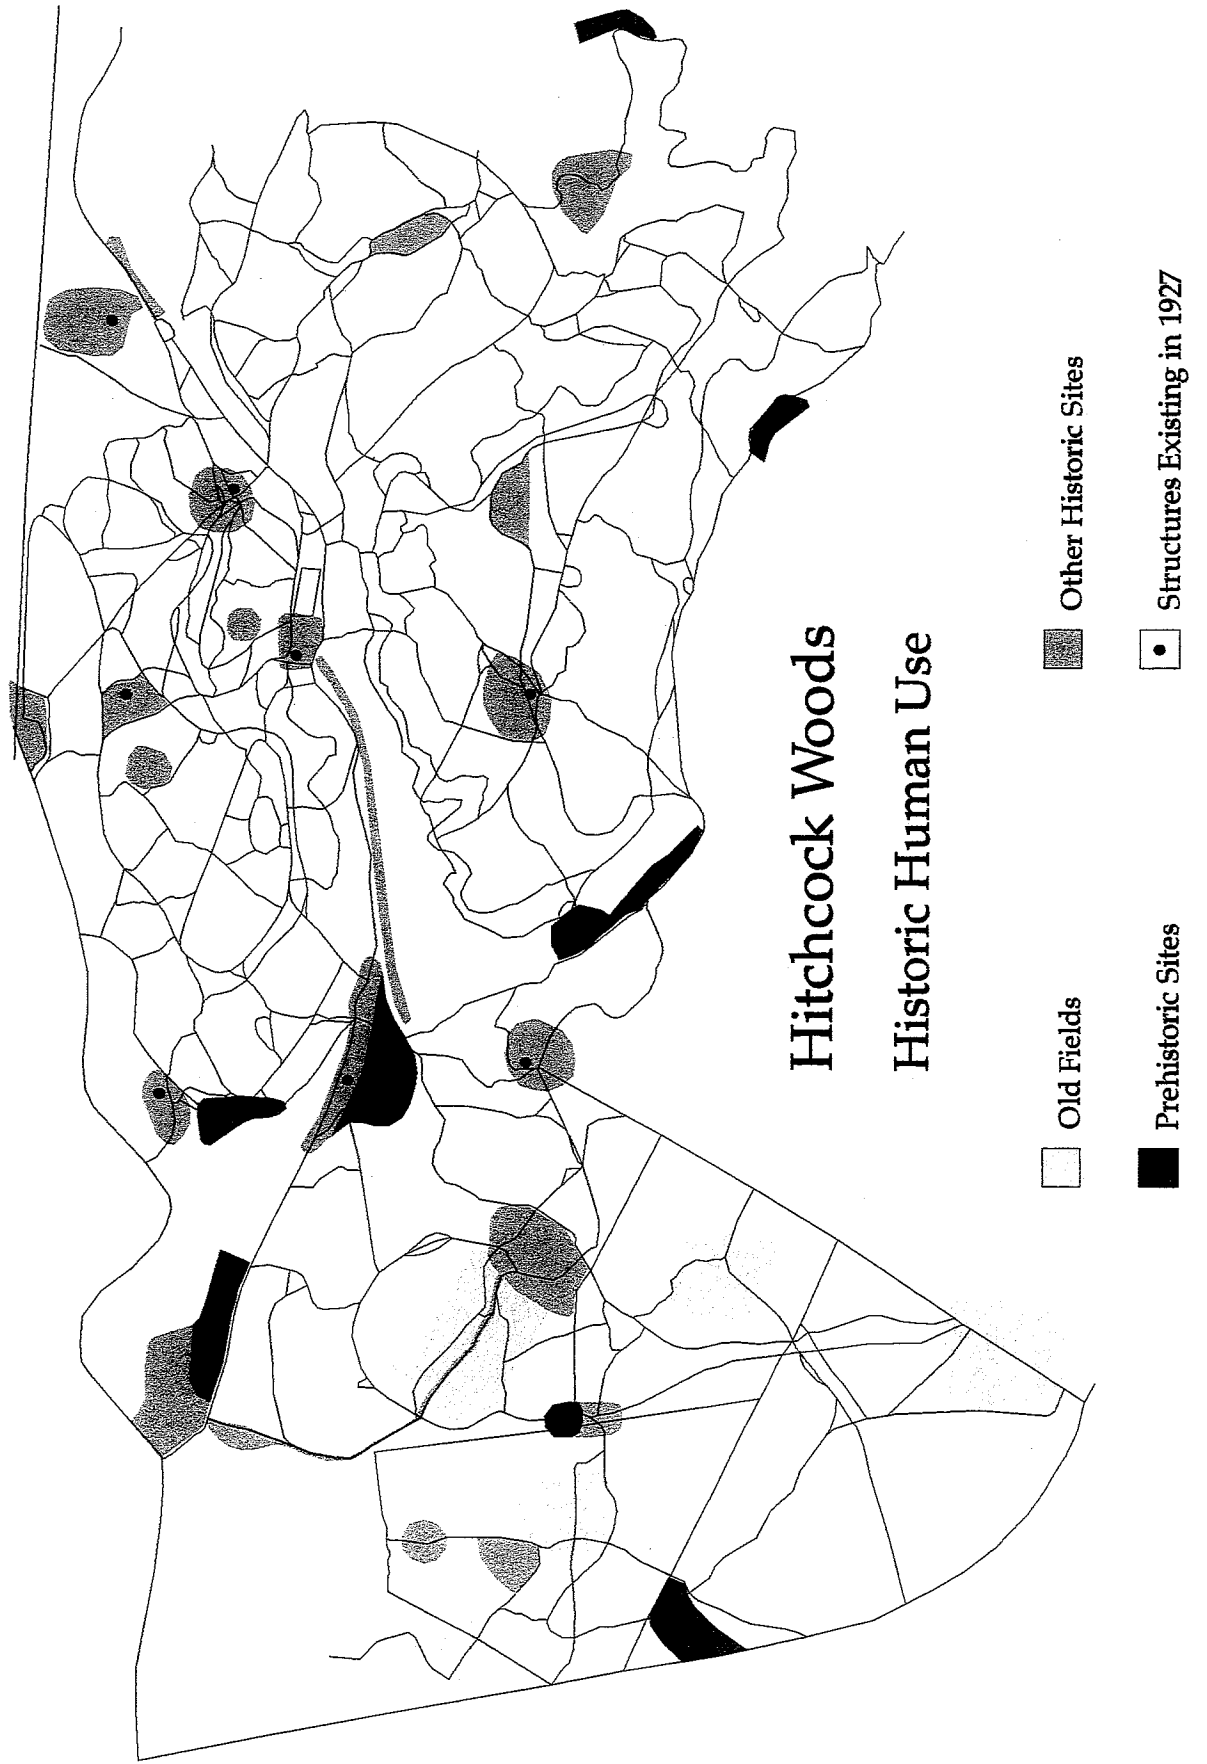 Hitchcock Woods
Historic Human Use
Old Fields
Other Historic Sites
Prehistoric Sites
Structures Existing in 1927